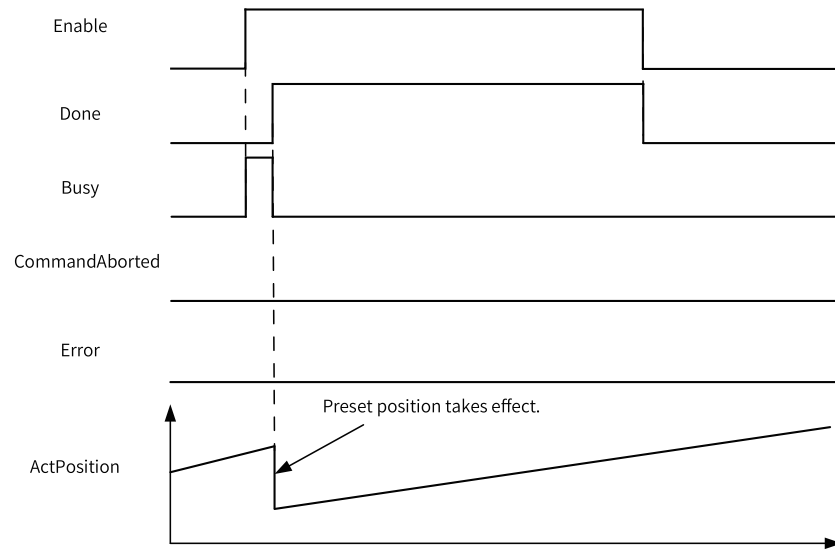 Enable
Done
Busy
CommandAborted
Error
Preset position takes effect.
ActPosition